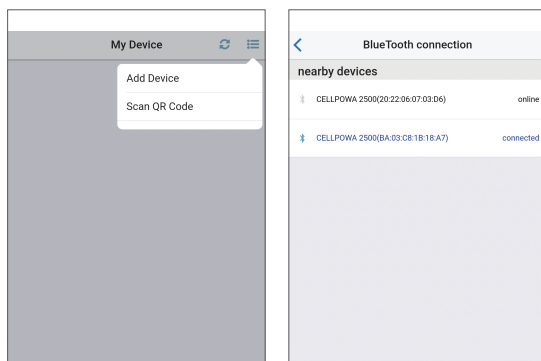 My Device
Add Device
Scan QR Code
BlueTooth connection
nearby devices
CELLPOWA 2500(20:22:06:07:03:D6) online
CELLPOWA 2500(BA:03:C8:1B:18:A7) connected